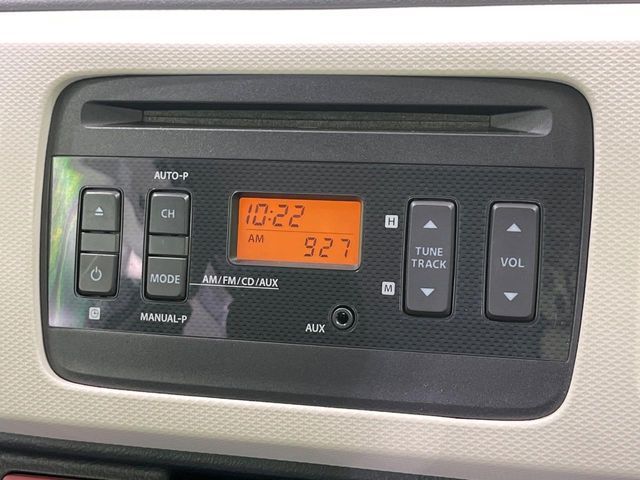 AUTO-P
CH
MODE
MANUAL-P
AM/FM/CD/AUX
10:22
AM
927
AUX
H
TUNE
TRACK
M
VOL